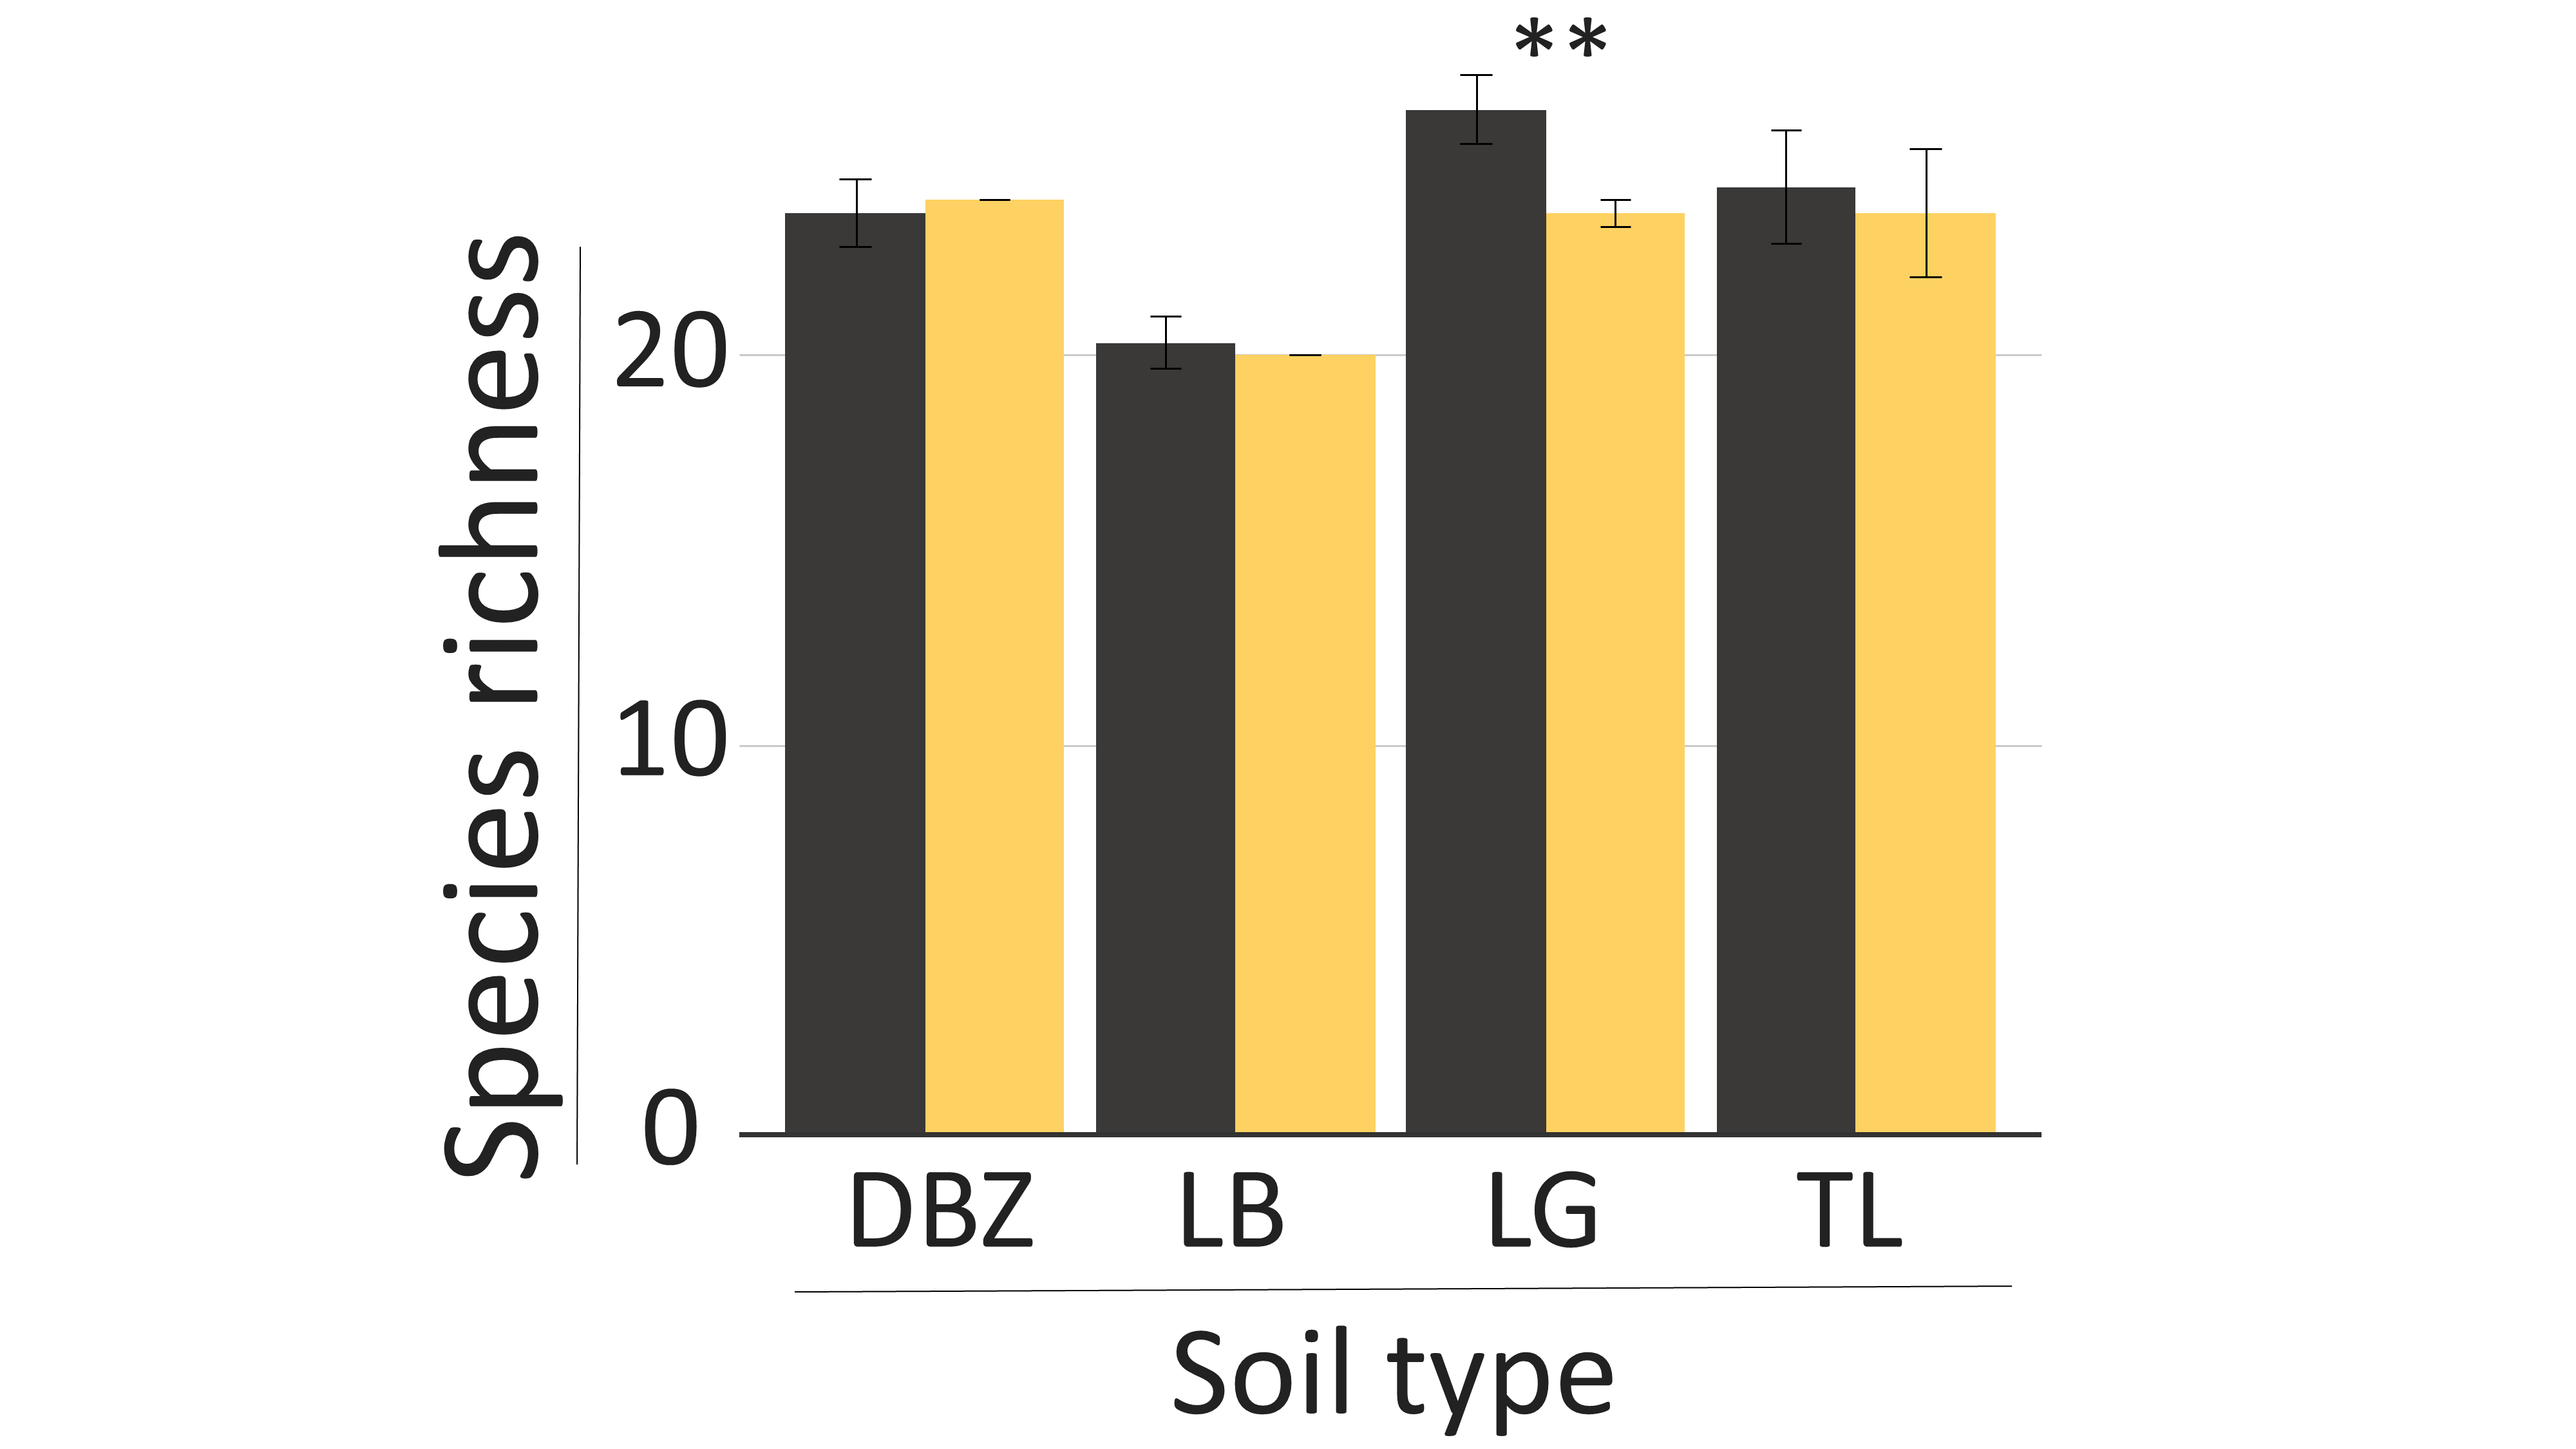 **
Species richness
20
10
0
DBZ LB LG TL
Soil type